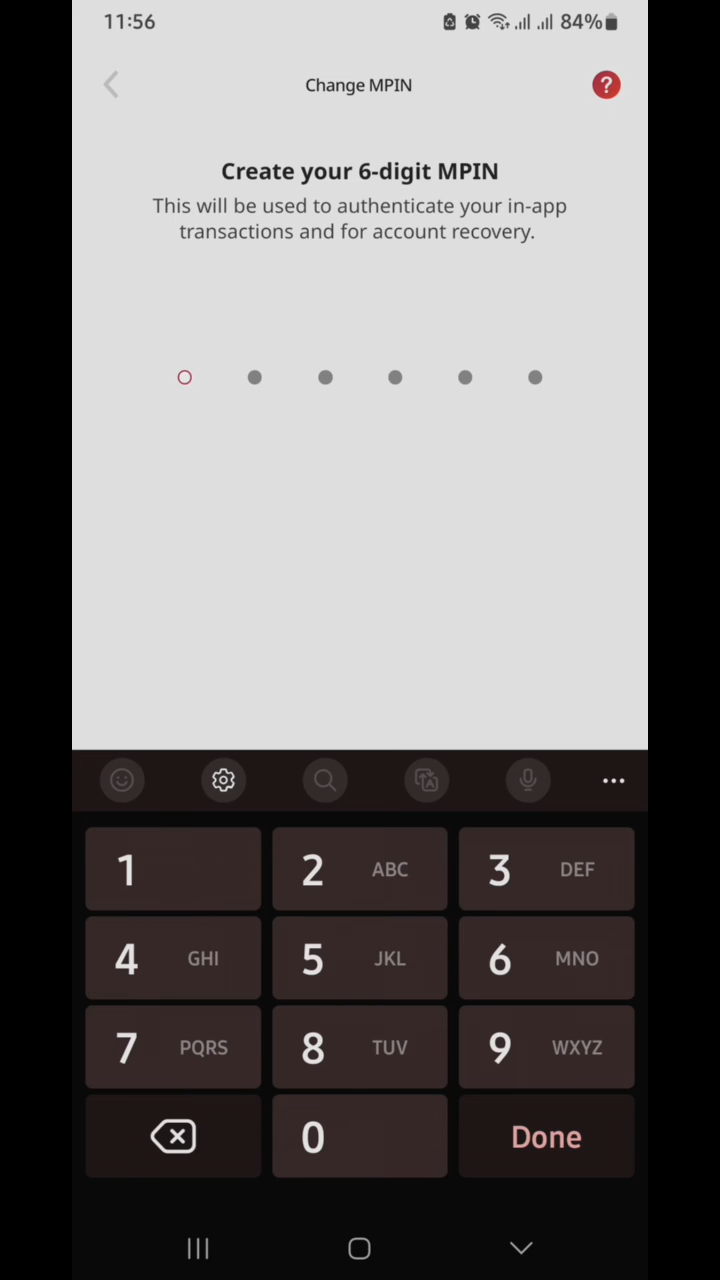 11:56 84%
Change MPIN ?
Create your 6-digit MPIN
This will be used to authenticate your in-app
transactions and for account recovery.
1 2 ABC 3 DEF
4 GHI 5 JKL 6 MNO
7 PQRS 8 TUV 9 WXYZ
0 Done